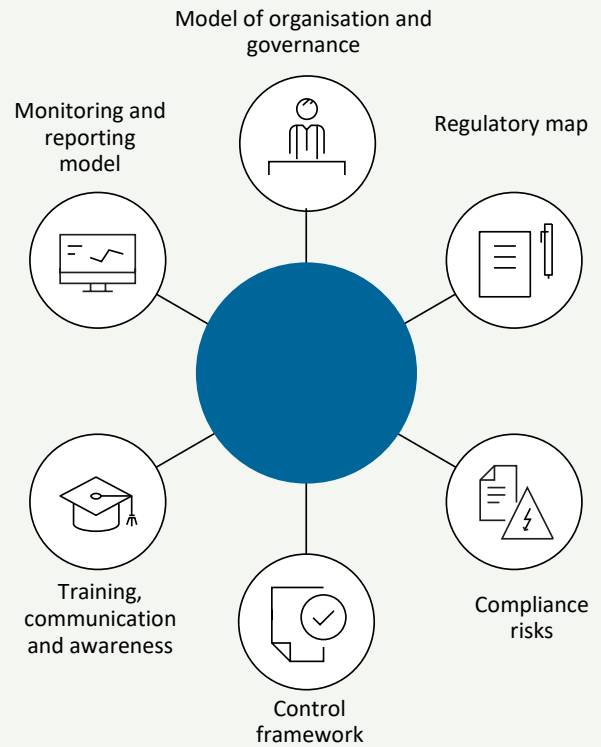 Model of organisation and
governance
Monitoring and
reporting
model
Regulatory map
Training,
communication
and awareness
Compliance
risks
Control
framework